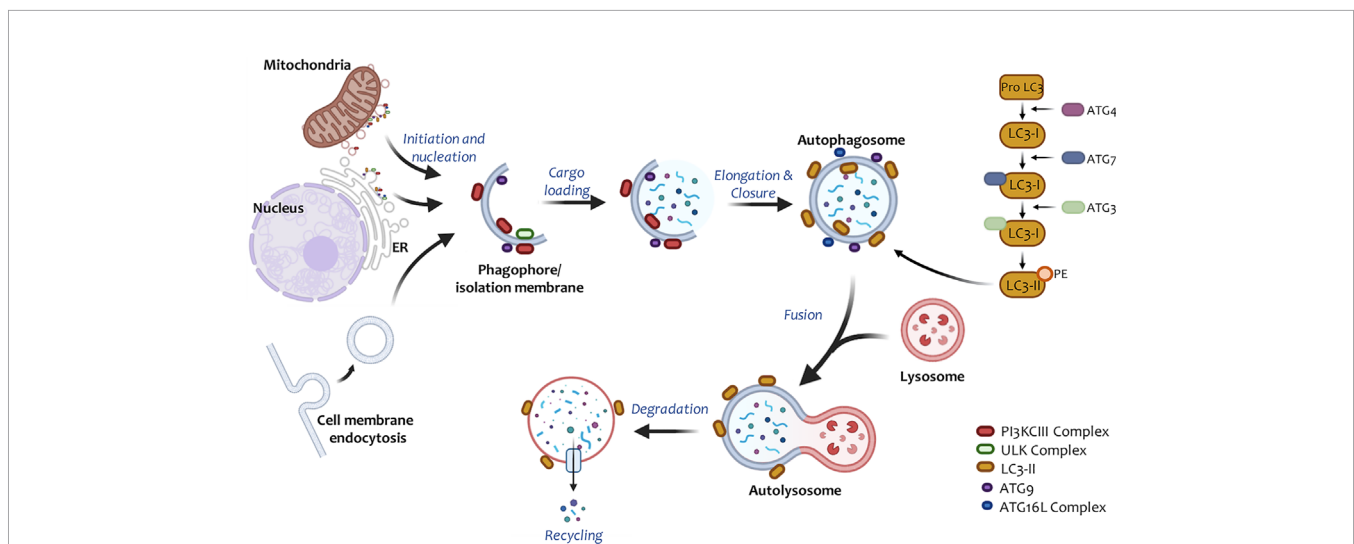 Mitochondria
Initiation and
nucleation
Nucleus
ER
Cell membrane
endocytosis
Phagophore/
isolation membrane
Cargo
loading
Elongation &
Closure
Autophagosome
Pro LC3
ATG4
LC3-I
ATG7
LC3-I
ATG3
LC3-I
LC3-II
PE
Fusion
Lysosome
Autolysosome
Degradation
Recycling
PI3KCIII Complex
ULK Complex
LC3-II
ATG9
ATG16L Complex